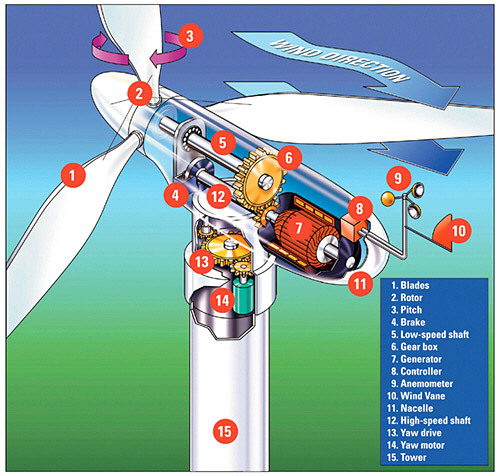 3
WIND DIRECTION
2
5
6
1
9
4
12
8
7
10
13
11
14
15
1. Blades
2. Rotor
3. Pitch
4. Brake
5. Low-speed shaft
6. Gear box
7. Generator
8. Controller
9. Anemometer
10. Wind Vane
11. Nacelle
12. High-speed shaft
13. Yaw drive
14. Yaw motor
15. Tower